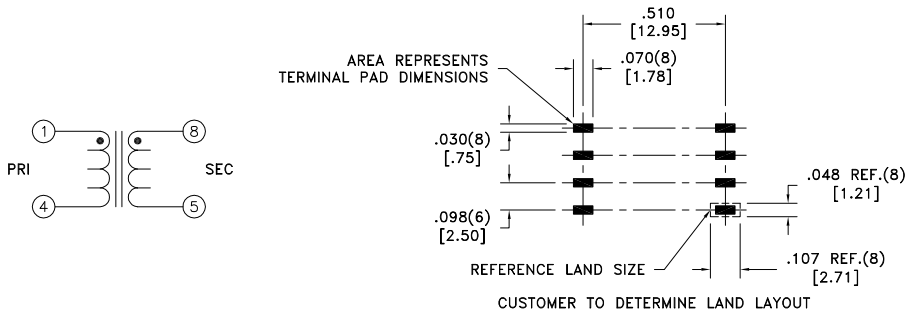 .510
[12.95]
AREA REPRESENTS
TERMINAL PAD DIMENSIONS
.070(8)
[1.78]
1
8
PRI
SEC
4
5
.030(8)
[.75]
.048 REF.(8)
[1.21]
.098(6)
[2.50]
REFERENCE LAND SIZE
.107 REF.(8)
[2.71]
CUSTOMER TO DETERMINE LAND LAYOUT